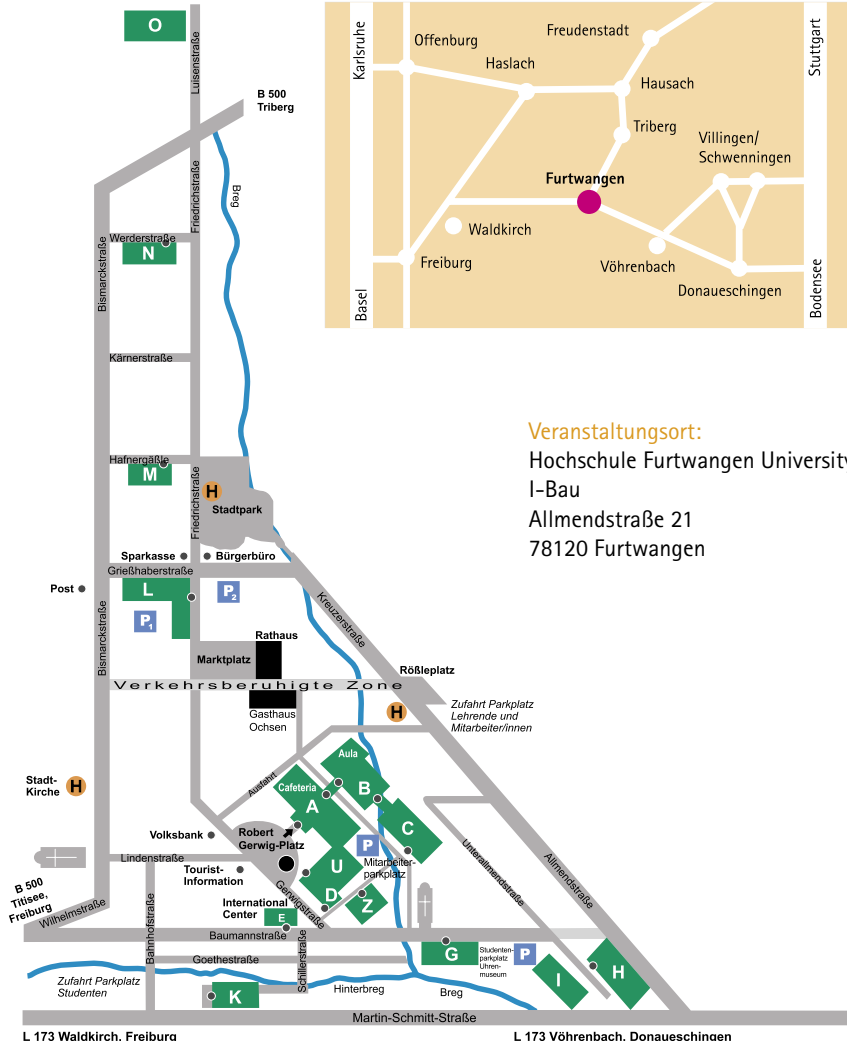 O
Luisenstraße
B 500
Triberg
Friedrichstraße
Breg
Werderstraße
N
Bismarckstraße
Kärnerstraße
Hafnergäßle
M
Friedrichstraße
H
Stadtpark
Sparkasse
Bürgerbüro
Grießhaberstraße
Post
L
P1
P2
Bismarckstraße
Kreuzerstraße
Rathaus
Marktplatz
Rößleplatz
Verkehrsberuhigte Zone
Gasthaus
Ochsen
H
Zufahrt Parkplatz
Lehrende und
Mitarbeiter/innen
Stadt-
Kirche
H
Ausfahrt
Aula
Cafeteria
A
B
C
Volksbank
Robert
Gerwig-Platz
P
Mitarbeiter-
parkplatz
Unterallmendstraße
Allmendstraße
Lindenstraße
Tourist-
Information
U
D
Z
Gerwigstraße
B 500
Titisee,
Freiburg
Wilhelmstraße
Bahnhofstraße
International
Center
E
Baumannstraße
Schillerstraße
Goethestraße
G
Studenten-
parkplatz
Uhren-
museum
P
I
H
Zufahrt Parkplatz
Studenten
K
Hinterbreg
Breg
Martin-Schmitt-Straße
L 173 Waldkirch, Freiburg
L 173 Vöhrenbach, Donaueschingen
Karlsruhe
Offenburg
Haslach
Freudenstadt
Hausach
Triberg
Stuttgart
Villingen/
Schwenningen
Furtwangen
Waldkirch
Freiburg
Vöhrenbach
Donaueschingen
Basel
Bodensee
Veranstaltungsort:
Hochschule Furtwangen University
I-Bau
Allmendstraße 21
78120 Furtwangen